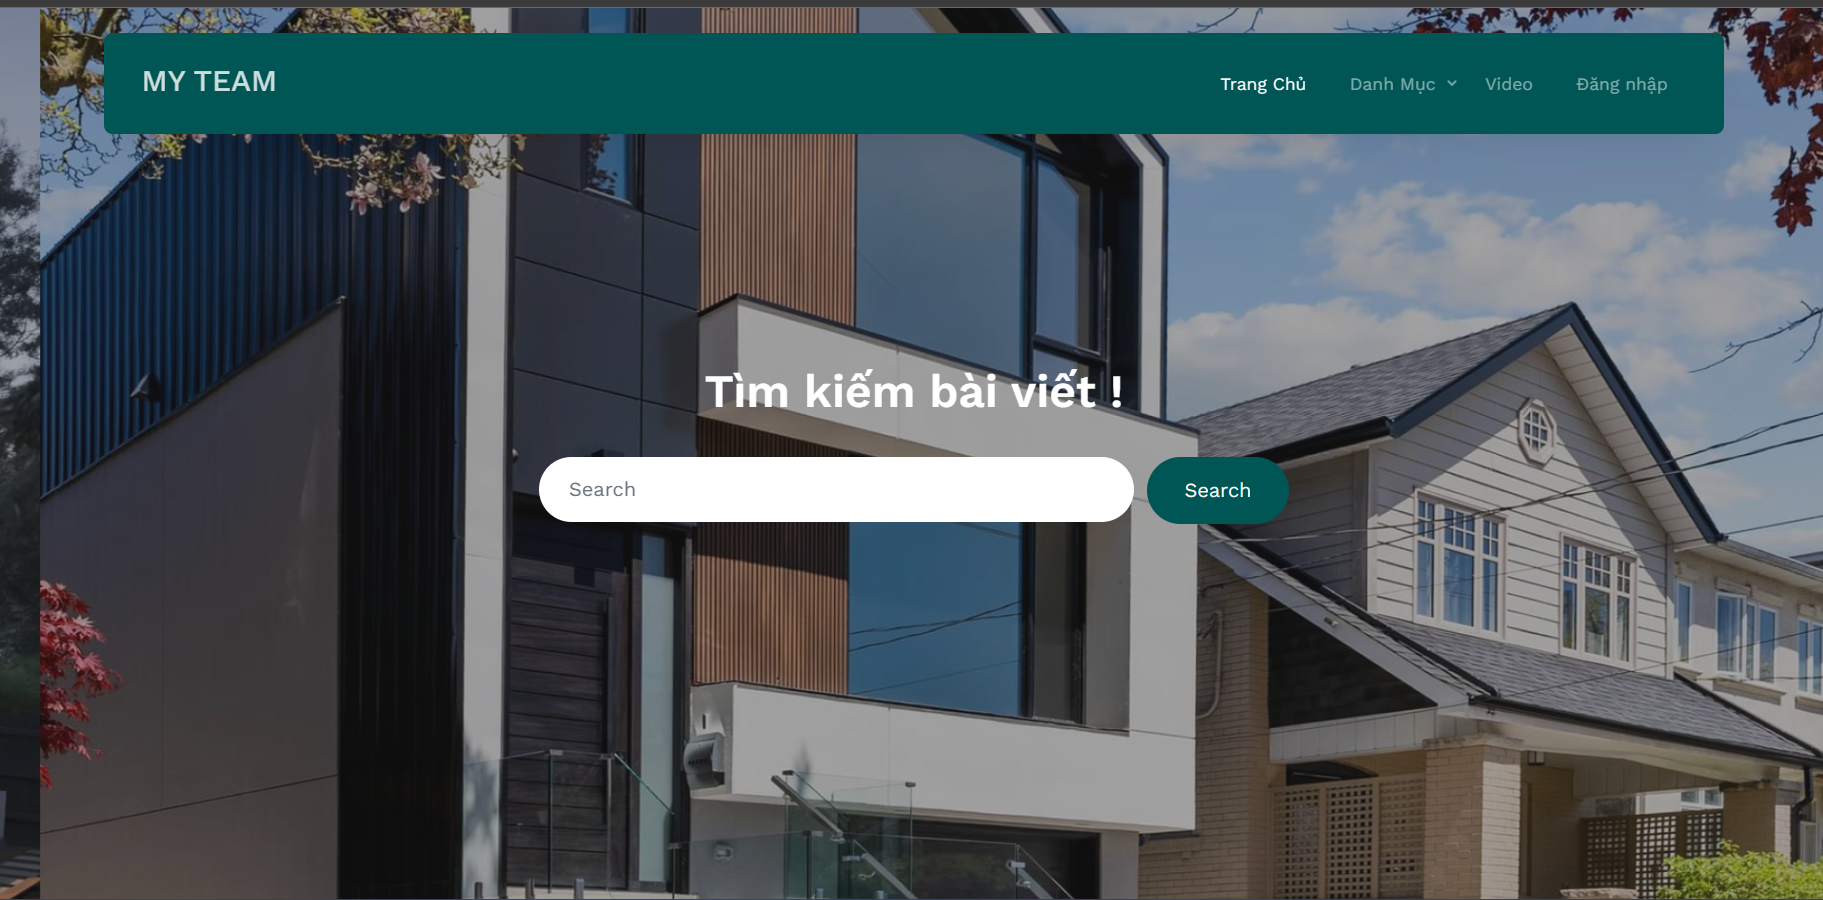 MY TEAM
Trang Chủ Danh Mục Video Đăng nhập
Tìm kiếm bài viết !
Search Search